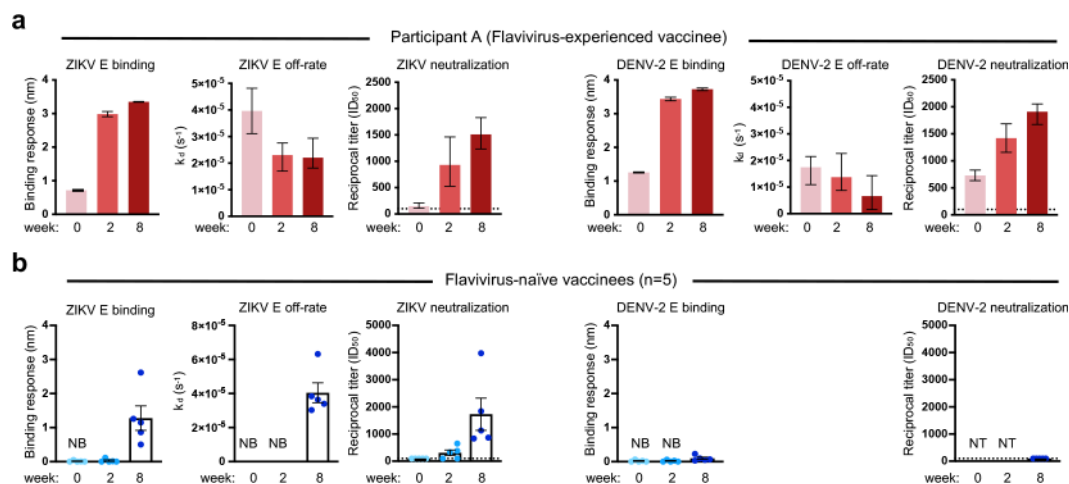 a
Participant A (Flavivirus-experienced vaccinee)
ZIKV E binding
Binding response (nm)
4
3
2
1
0
week: 0 2 8
ZIKV E off-rate
k_d (s⁻¹)
5×10⁻⁵
4×10⁻⁵
3×10⁻⁵
2×10⁻⁵
1×10⁻⁵
0
week: 0 2 8
ZIKV neutralization
Reciprocal titer (ID₅₀)
2500
2000
1500
1000
500
0
week: 0 2 8
DENV-2 E binding
Binding response (nm)
4
3
2
1
0
week: 0 2 8
DENV-2 E off-rate
k_d (s⁻¹)
5×10⁻⁵
4×10⁻⁵
3×10⁻⁵
2×10⁻⁵
1×10⁻⁵
0
week: 0 2 8
DENV-2 neutralization
Reciprocal titer (ID₅₀)
2500
2000
1500
1000
500
0
week: 0 2 8
b
Flavivirus-naïve vaccinees (n=5)
ZIKV E binding
Binding response (nm)
4
3
2
1
0
NB
week: 0 2 8
ZIKV E off-rate
k_d (s⁻¹)
8×10⁻⁵
6×10⁻⁵
4×10⁻⁵
2×10⁻⁵
0
NB NB
week: 0 2 8
ZIKV neutralization
Reciprocal titer (ID₅₀)
5000
4000
3000
2000
1000
0
week: 0 2 8
DENV-2 E binding
Binding response (nm)
4
3
2
1
0
NB NB
week: 0 2 8
DENV-2 neutralization
Reciprocal titer (ID₅₀)
5000
4000
3000
2000
1000
0
NT NT
week: 0 2 8